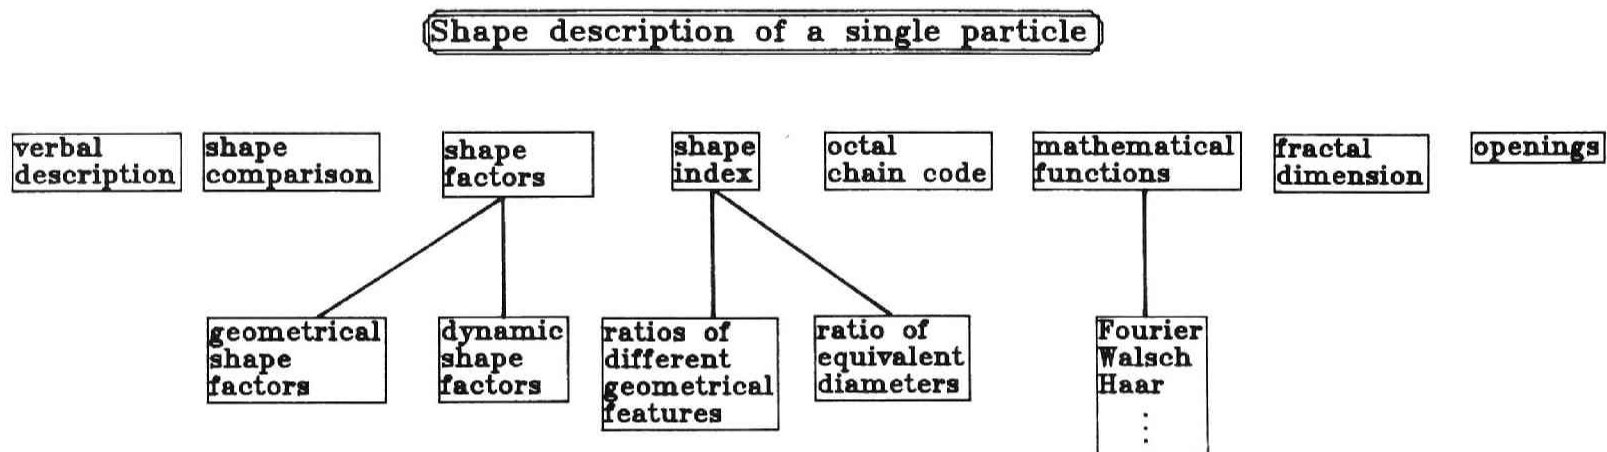 Shape description of a single particle
verbal
description
shape
comparison
shape
factors
shape
index
octal
chain code
mathematical
functions
fractal
dimension
openings
geometrical
shape
factors
dynamic
shape
factors
ratios of
different
geometrical
features
ratio of
equivalent
diameters
Fourier
Walsch
Haar
⋮